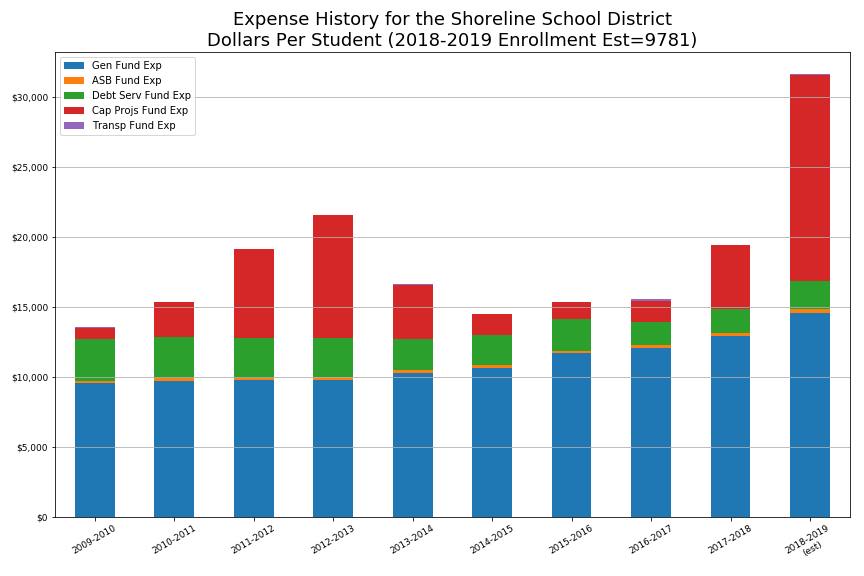 Expense History for the Shoreline School District
Dollars Per Student (2018-2019 Enrollment Est=9781)
Gen Fund Exp
ASB Fund Exp
Debt Serv Fund Exp
Cap Projs Fund Exp
Transp Fund Exp
$30,000
$25,000
$20,000
$15,000
$10,000
$5,000
$0
2009-2010
2010-2011
2011-2012
2012-2013
2013-2014
2014-2015
2015-2016
2016-2017
2017-2018
2018-2019
(est)